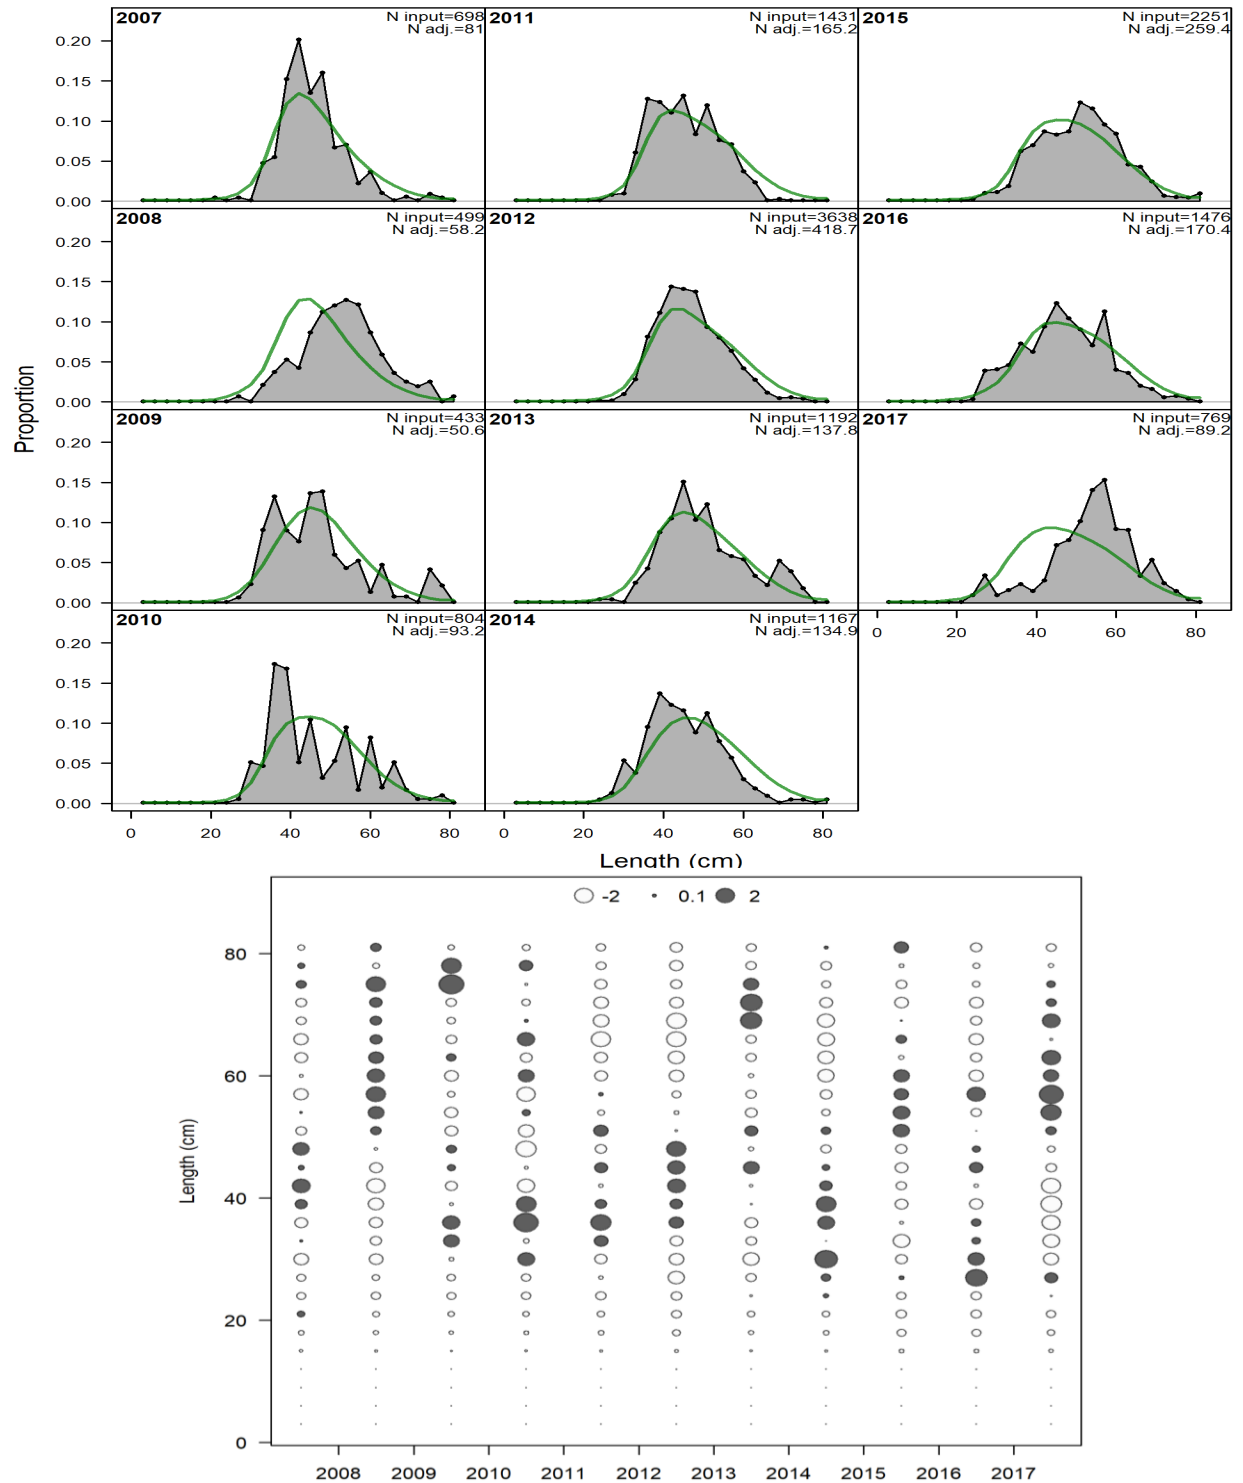 2007
N input=698
N adj.=81
2011
N input=1431
N adj.=165.2
2015
N input=2251
N adj.=259.4
0.20
0.15
0.10
0.05
0.00
2008
N input=499
N adj.=58.2
2012
N input=3638
N adj.=418.7
2016
N input=1476
N adj.=170.4
0.20
0.15
0.10
0.05
0.00
Proportion
2009
N input=433
N adj.=50.6
2013
N input=1192
N adj.=137.8
2017
N input=769
N adj.=89.2
0.20
0.15
0.10
0.05
0.00
2010
N input=804
N adj.=93.2
2014
N input=1167
N adj.=134.9
0 20 40 60 80
0.20
0.15
0.10
0.05
0.00
0 20 40 60 80 0 20 40 60 80
Length (cm)
-2 0.1 2
80
60
Length (cm)
40
20
0
2008 2009 2010 2011 2012 2013 2014 2015 2016 2017